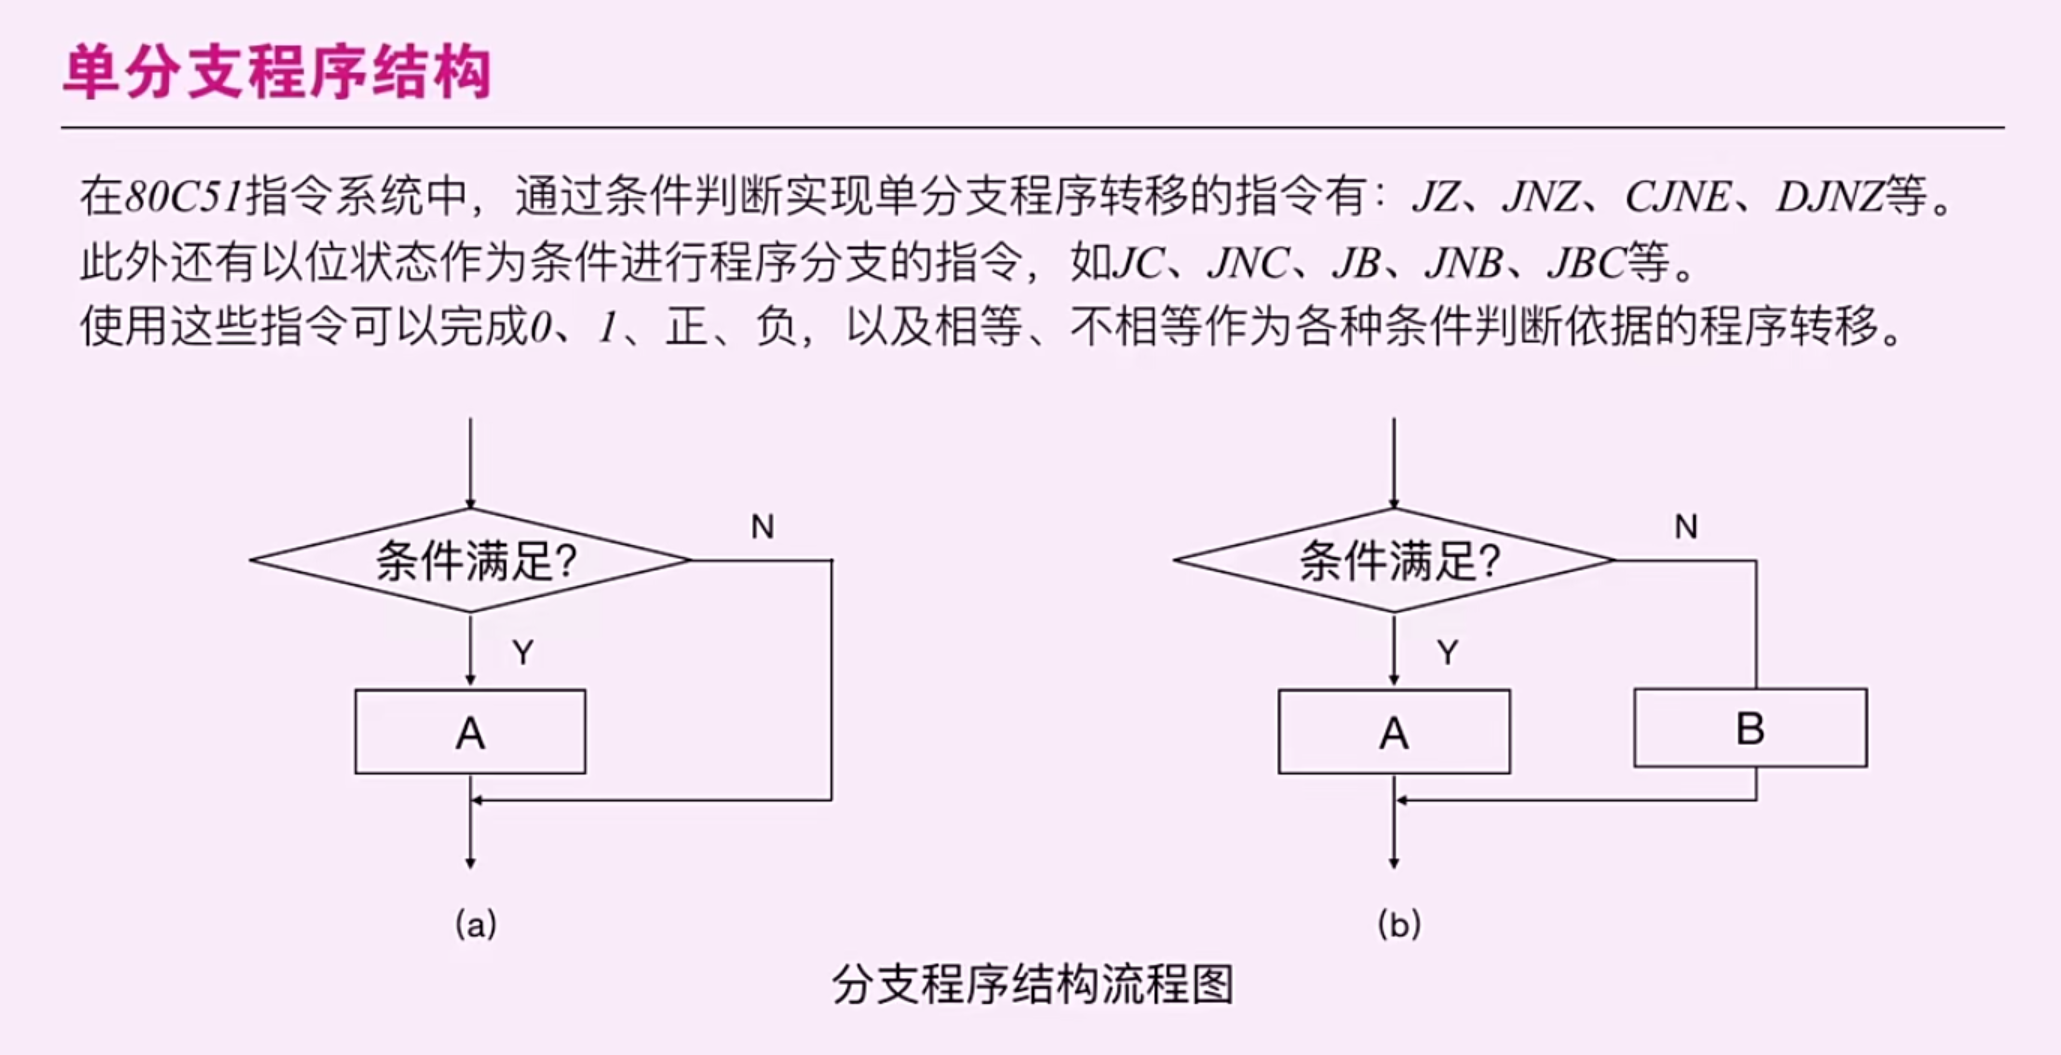 单分支程序结构
在80C51指令系统中，通过条件判断实现单分支程序转移的指令有：JZ、JNZ、CJNE、DJNZ等。
此外还有以位状态作为条件进行程序分支的指令，如JC、JNC、JB、JNB、JBC等。
使用这些指令可以完成0、1、正、负，以及相等、不相等作为各种条件判断依据的程序转移。
条件满足?
N
Y
A
(a)
条件满足?
N
Y
A
B
(b)
分支程序结构流程图